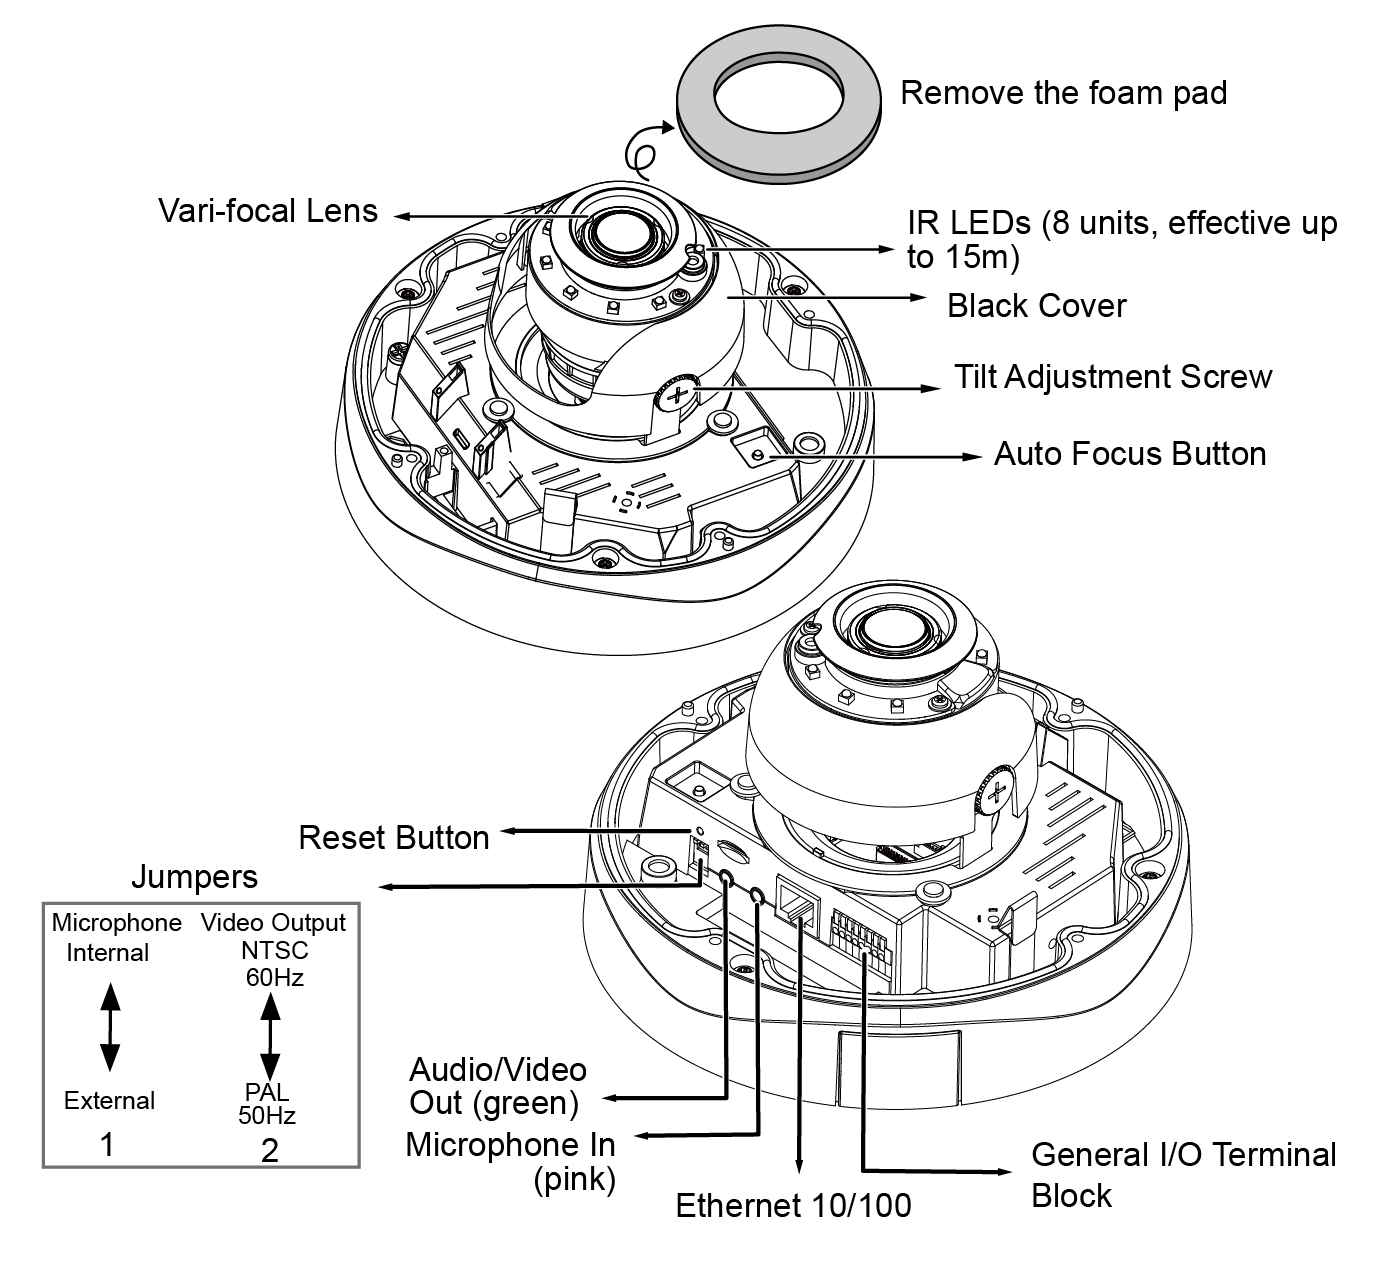 Remove the foam pad
Vari-focal Lens
IR LEDs (8 units, effective up
to 15m)
Black Cover
Tilt Adjustment Screw
Auto Focus Button
Reset Button
Jumpers
Microphone
Internal
External
1
Video Output
NTSC
60Hz
PAL
50Hz
2
Audio/Video
Out (green)
Microphone In
(pink)
Ethernet 10/100
General I/O Terminal
Block